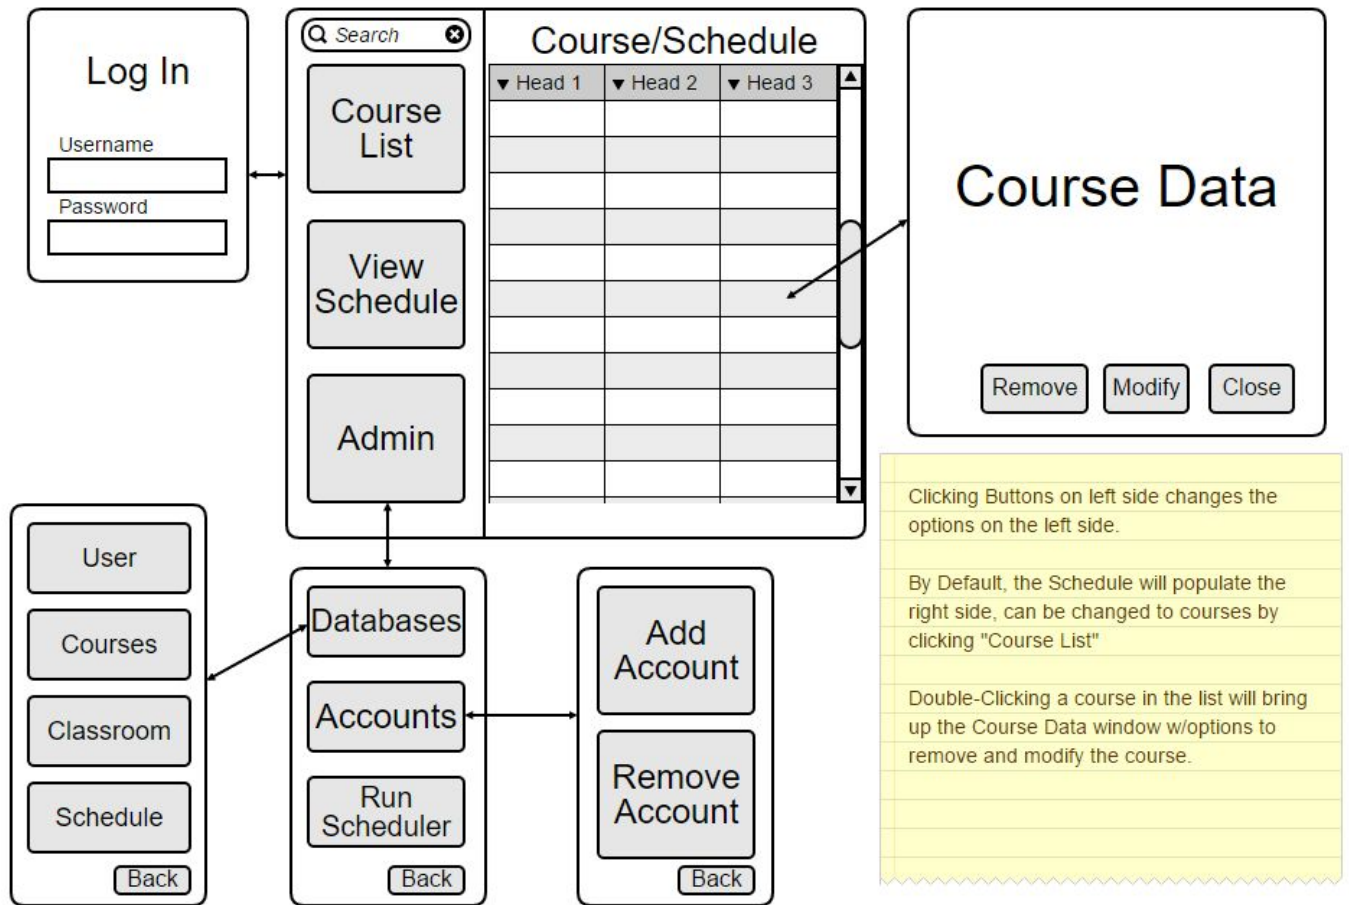 Log In
Username
Password
Search
Course
List
View
Schedule
Admin
Course/Schedule
Head 1 Head 2 Head 3
Course Data
Remove Modify Close
User
Courses
Classroom
Schedule
Back
Databases
Accounts
Run
Scheduler
Back
Add
Account
Remove
Account
Back
Clicking Buttons on left side changes the
options on the left side.
By Default, the Schedule will populate the
right side, can be changed to courses by
clicking "Course List"
Double-Clicking a course in the list will bring
up the Course Data window w/options to
remove and modify the course.